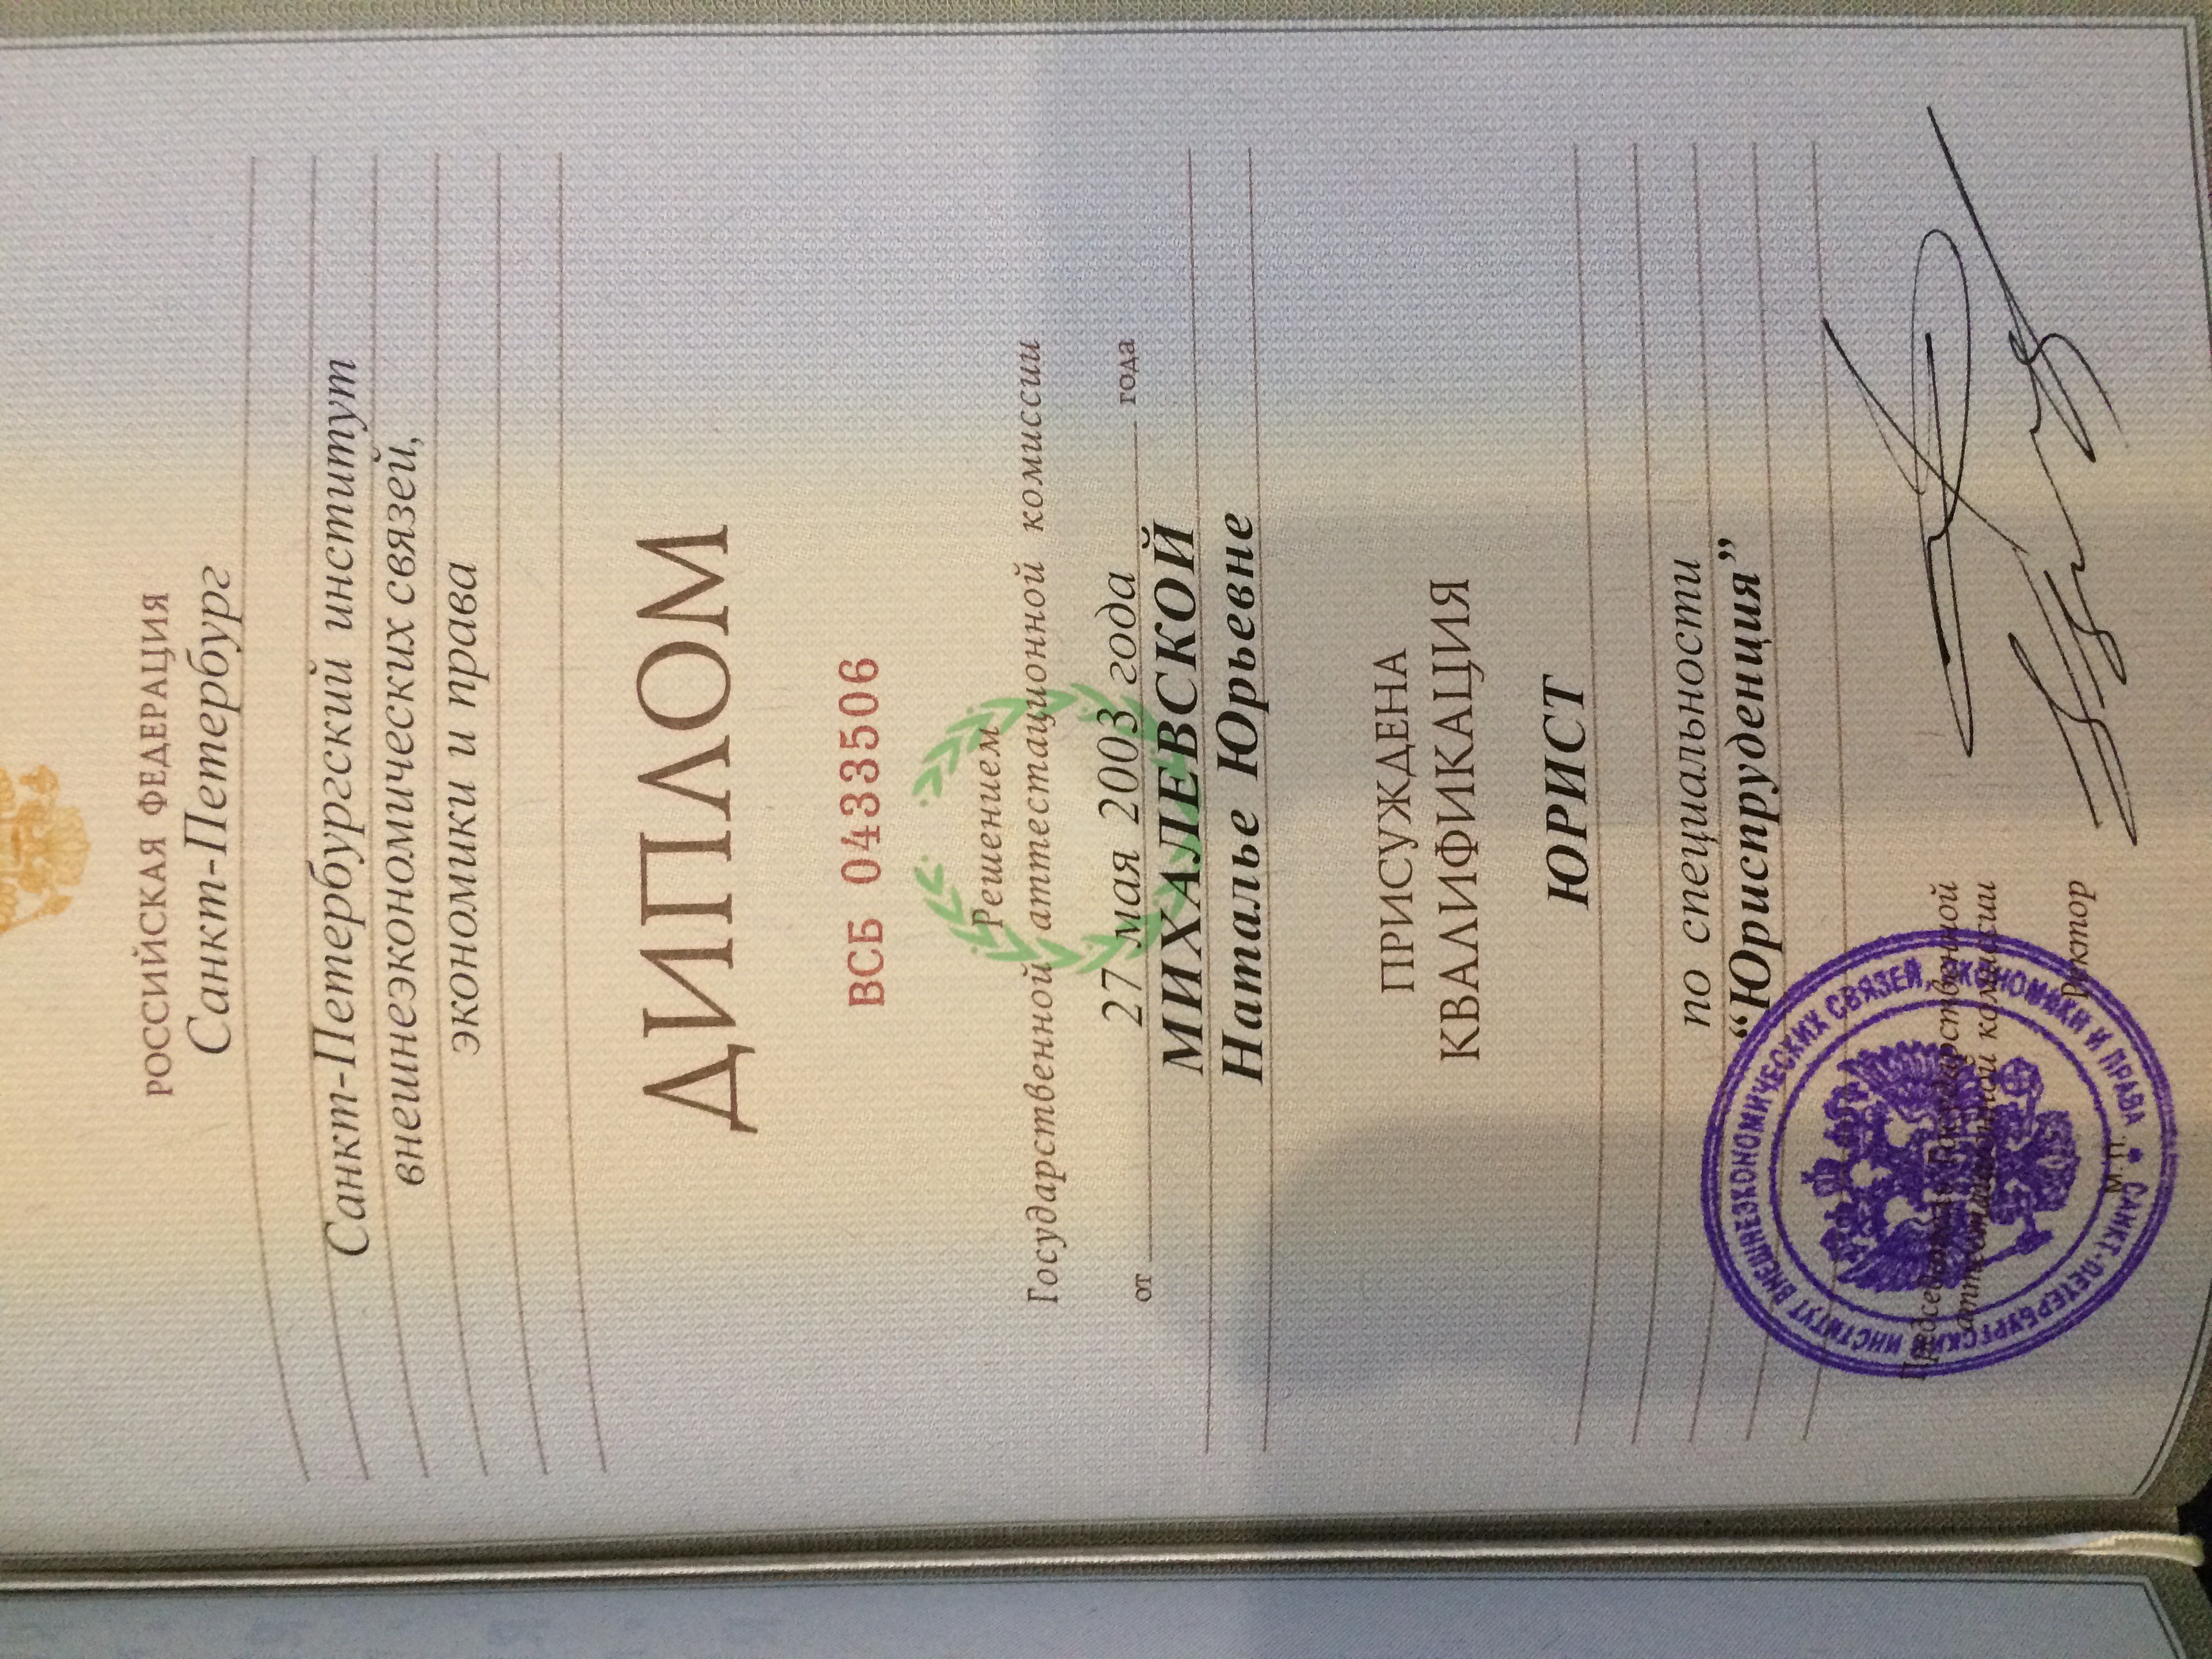 РОССИЙСКАЯ ФЕДЕРАЦИЯ
Санкт-Петербург
Санкт-Петербургский институт
внешнеэкономических связей,
экономики и права
ДИПЛОМ
ВСБ 0433506
Решением
Государственной аттестационной комиссии
от 27 мая 2003 года года
МИХАЛЕВСКОЙ
Наталье Юрьевне
ПРИСУЖДЕНА
КВАЛИФИКАЦИЯ
ЮРИСТ
по специальности
“Юриспруденция”
Председатель Государственной
аттестационной комиссии
Ректор
М.П.
САНКТ-ПЕТЕРБУРГСКИЙ ИНСТИТУТ ВНЕШНЕЭКОНОМИЧЕСКИХ СВЯЗЕЙ, ЭКОНОМИКИ И ПРАВА